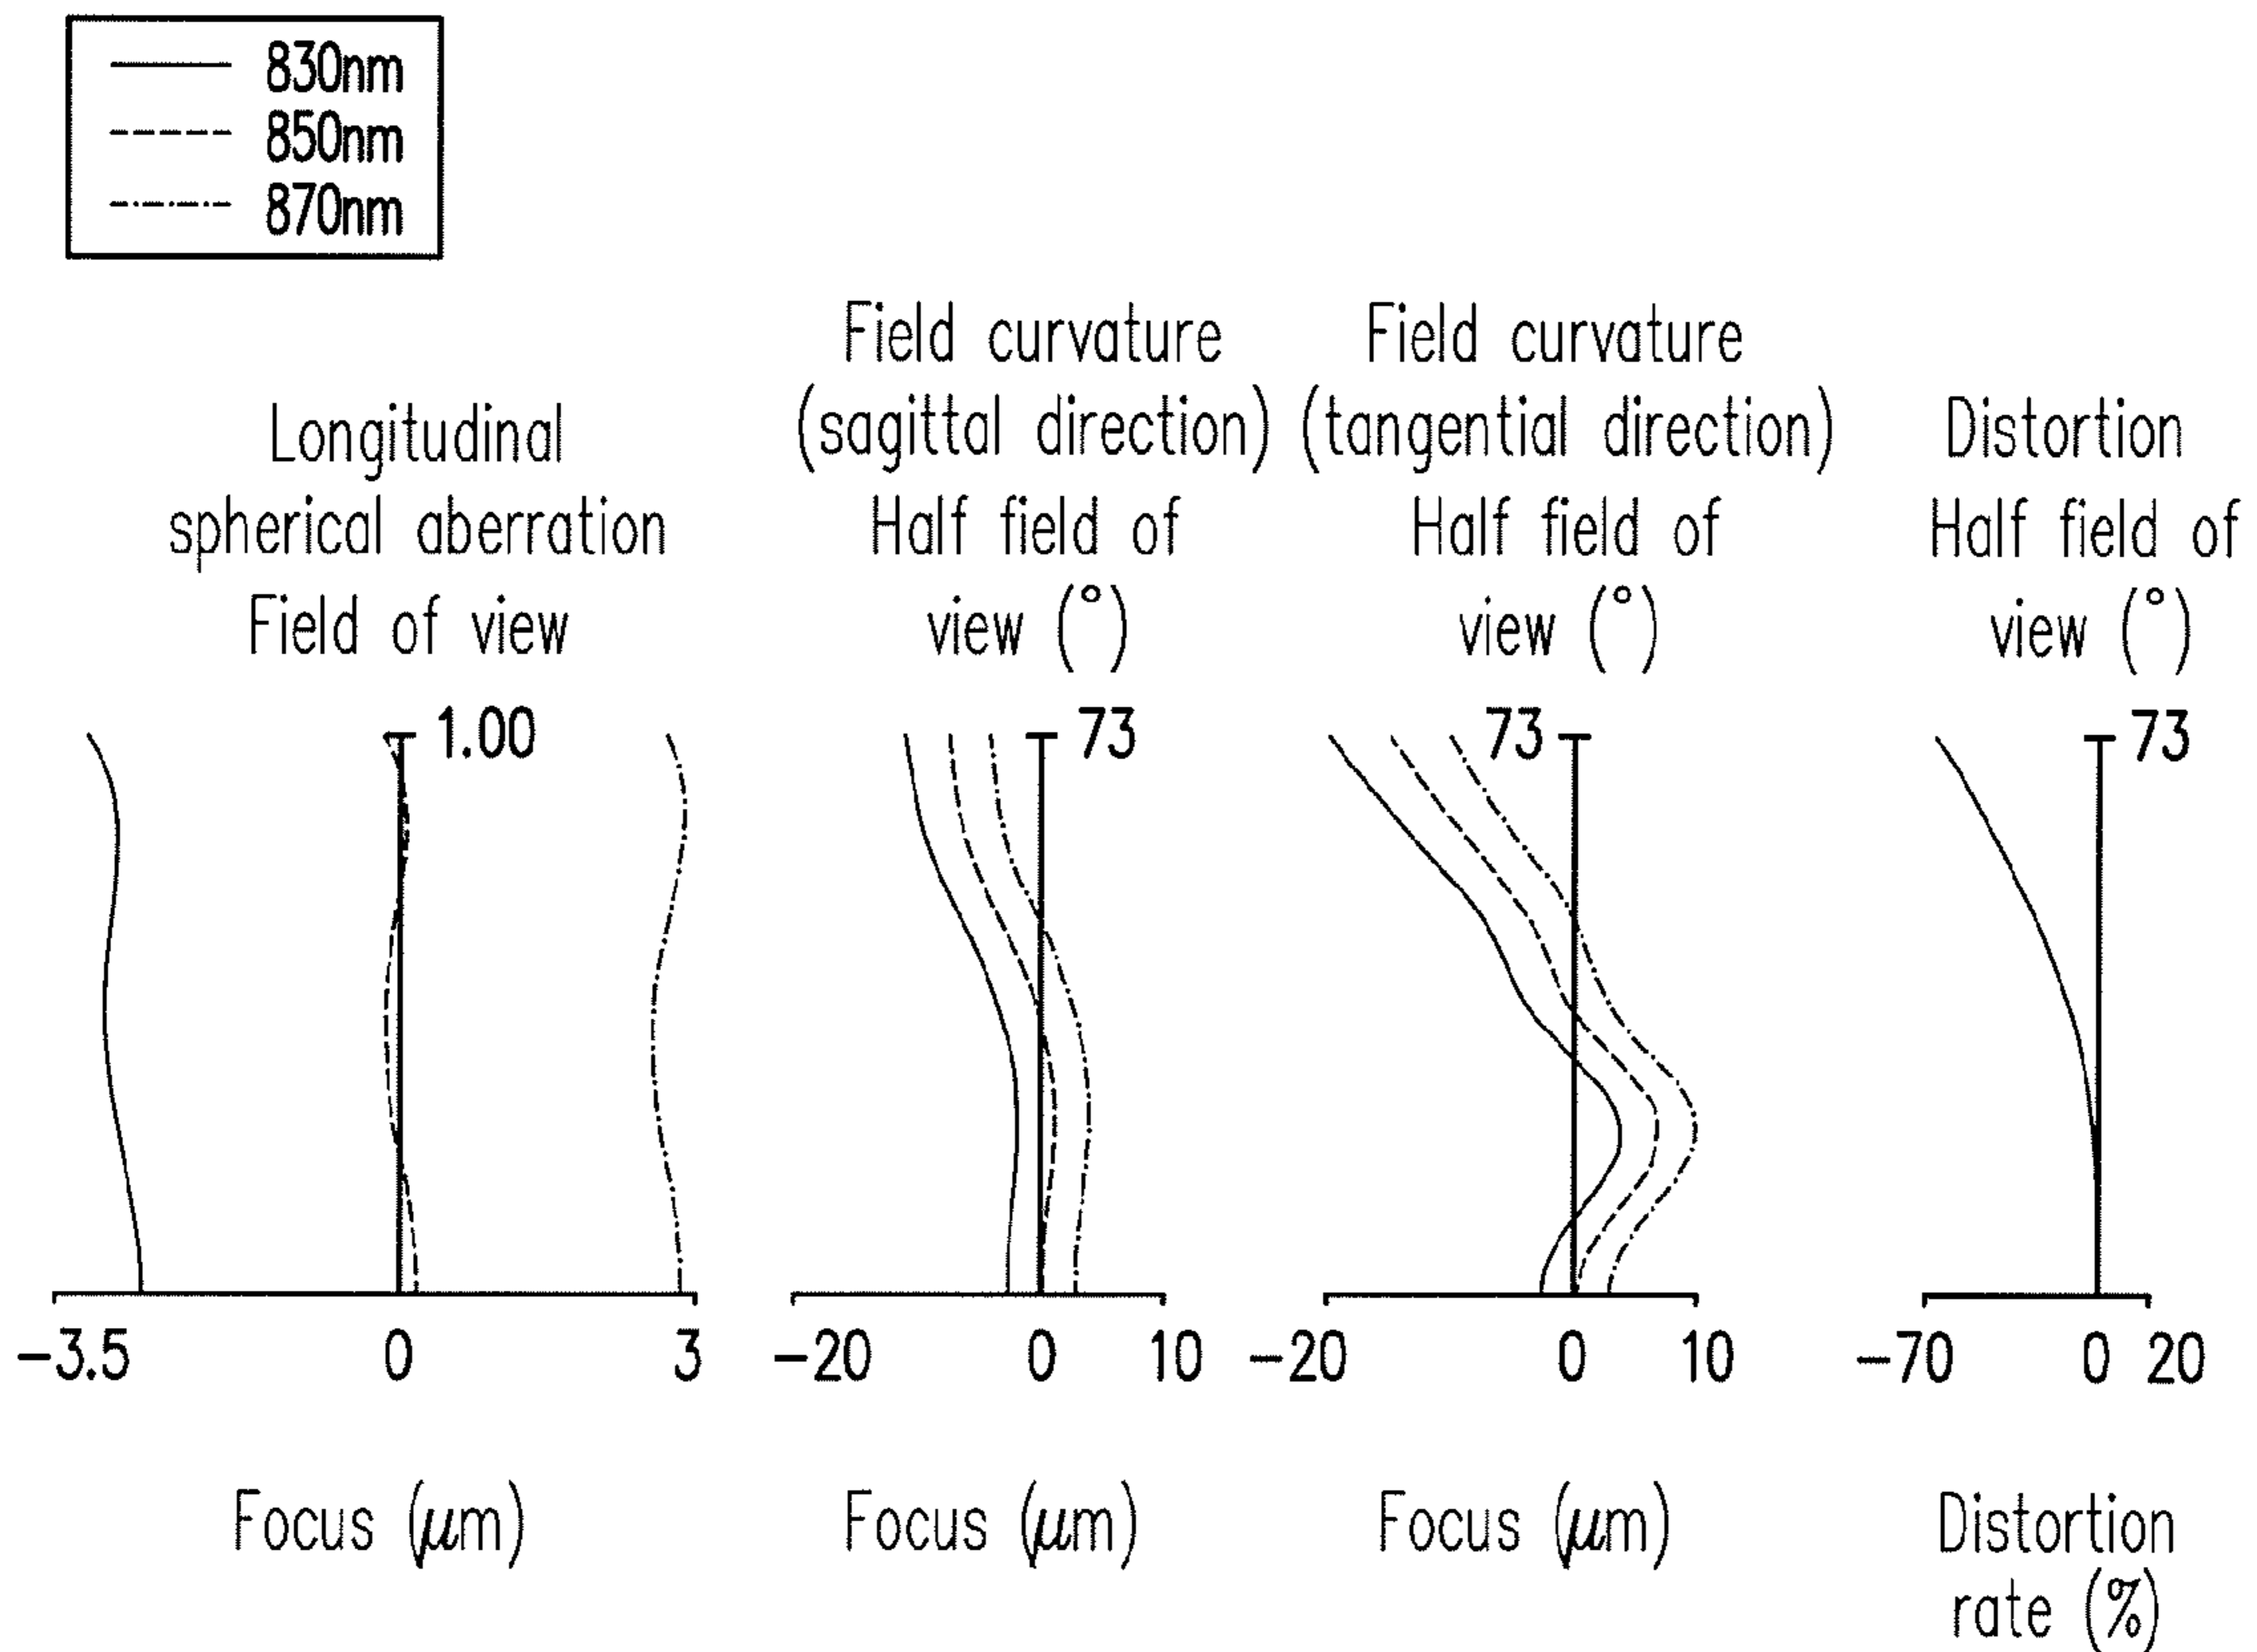 830nm
850nm
870nm
Longitudinal
spherical aberration
Field of view
1.00
-3.5 0 3
Focus (μm)
Field curvature
(sagittal direction)
Half field of
view (°)
73
-20 0 10
Focus (μm)
Field curvature
(tangential direction)
Half field of
view (°)
73
-20 0 10
Focus (μm)
Distortion
Half field of
view (°)
73
-70 0 20
Distortion
rate (%)